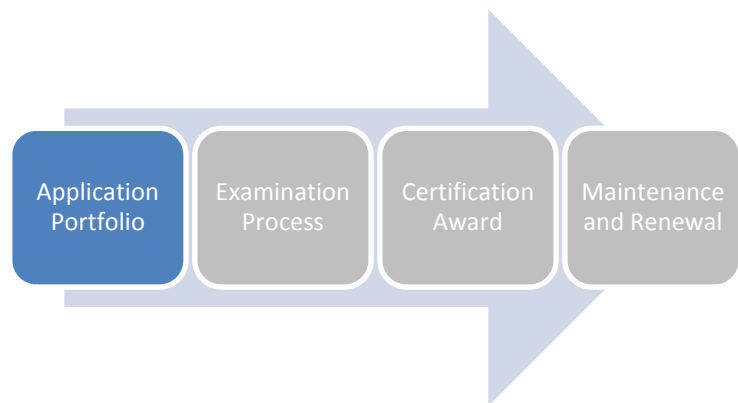 Application
Portfolio
Examination
Process
Certification
Award
Maintenance
and Renewal